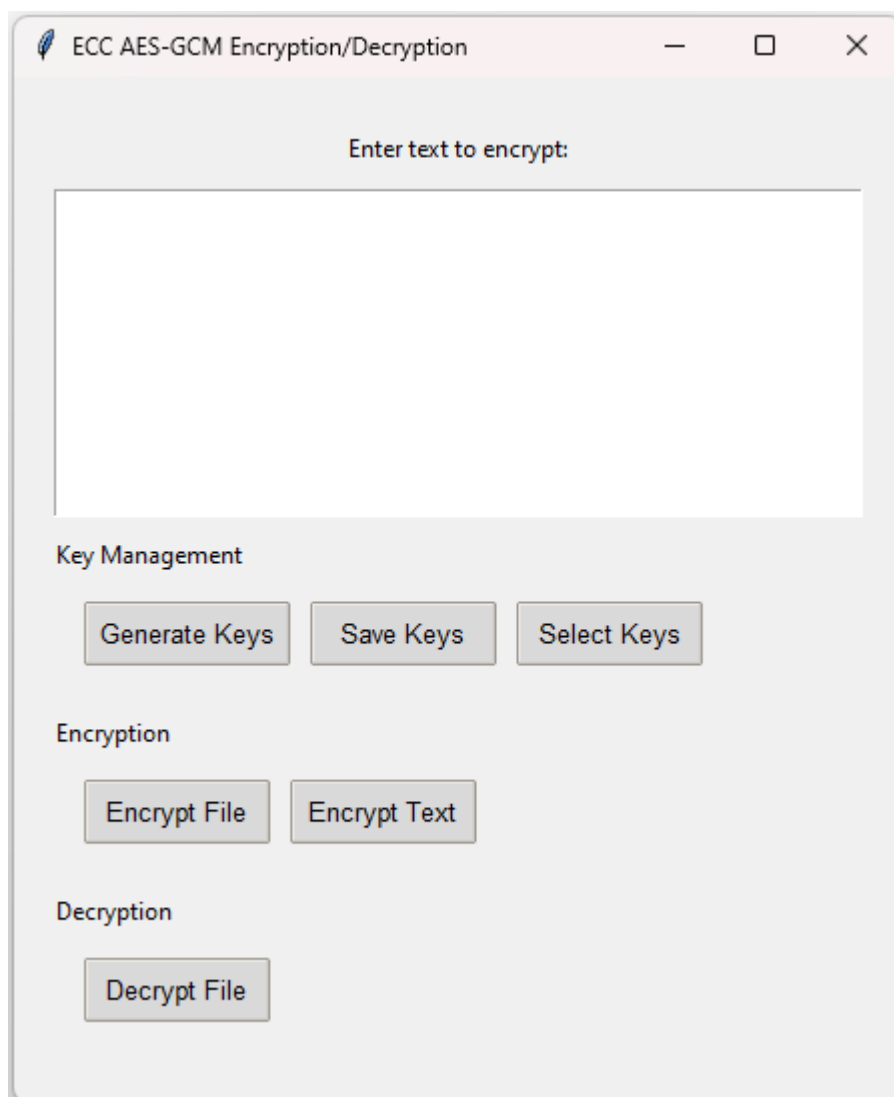 ECC AES-GCM Encryption/Decryption
Enter text to encrypt:
Key Management
Generate Keys Save Keys Select Keys
Encryption
Encrypt File Encrypt Text
Decryption
Decrypt File